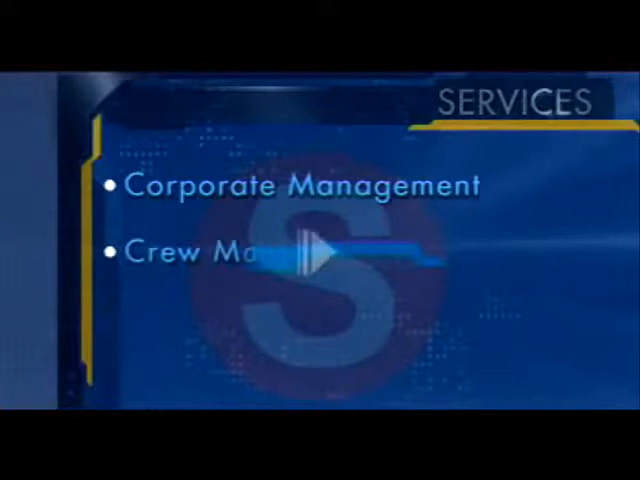 SERVICES
• Corporate Management
• Crew Ma
S